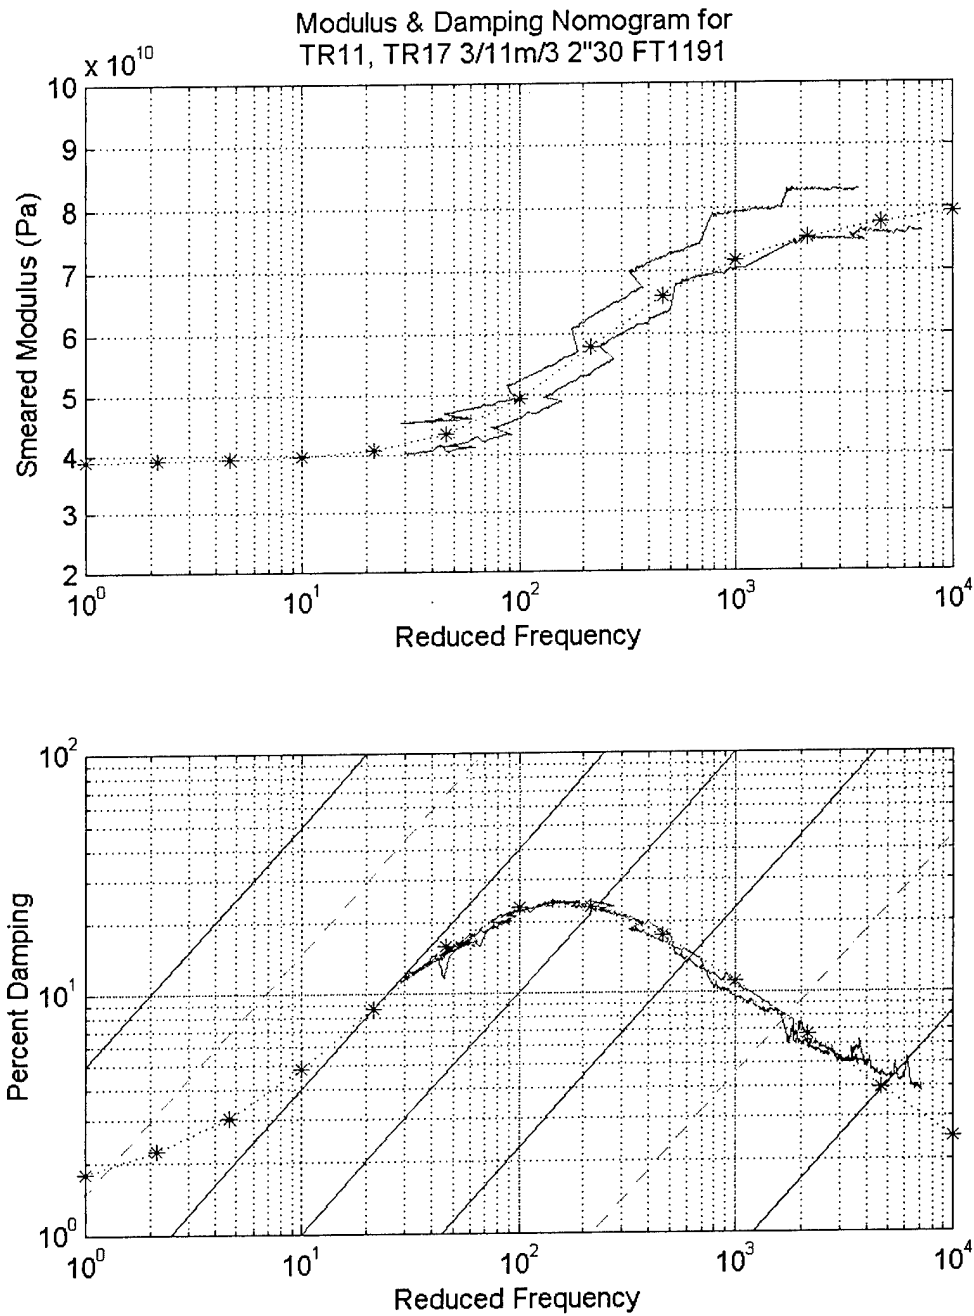 Modulus & Damping Nomogram for
TR11, TR17 3/11m/3 2"30 FT1191
x 10^10
10
9
8
7
6
5
4
3
2
Smeared Modulus (Pa)
10^0 10^1 10^2 10^3 10^4
Reduced Frequency
10^2
10^1
10^0
Percent Damping
10^0 10^1 10^2 10^3 10^4
Reduced Frequency